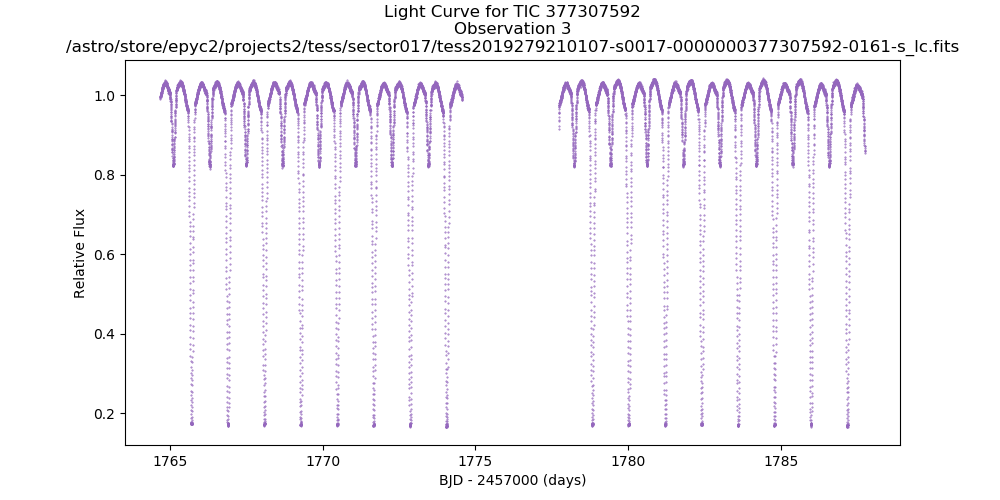 Light Curve for TIC 377307592
Observation 3
/astro/store/epyc2/projects2/tess/sector017/tess2019279210107-s0017-0000000377307592-0161-s_lc.fits
1.0
0.8
0.6
0.4
0.2
Relative Flux
1765
1770
1775
1780
1785
BJD - 2457000 (days)